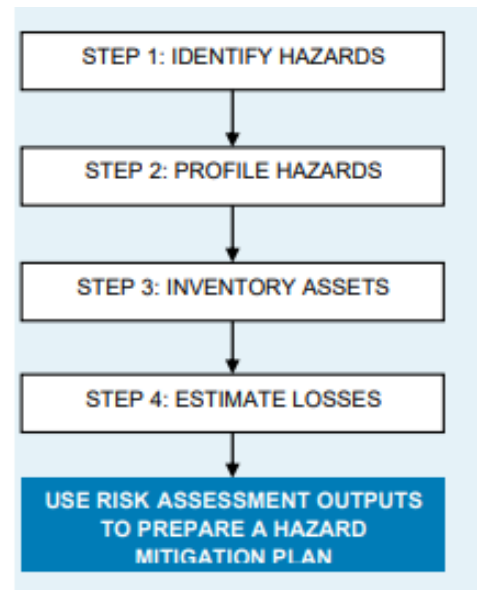 STEP 1: IDENTIFY HAZARDS
STEP 2: PROFILE HAZARDS
STEP 3: INVENTORY ASSETS
STEP 4: ESTIMATE LOSSES
USE RISK ASSESSMENT OUTPUTS
TO PREPARE A HAZARD
MITIGATION PLAN